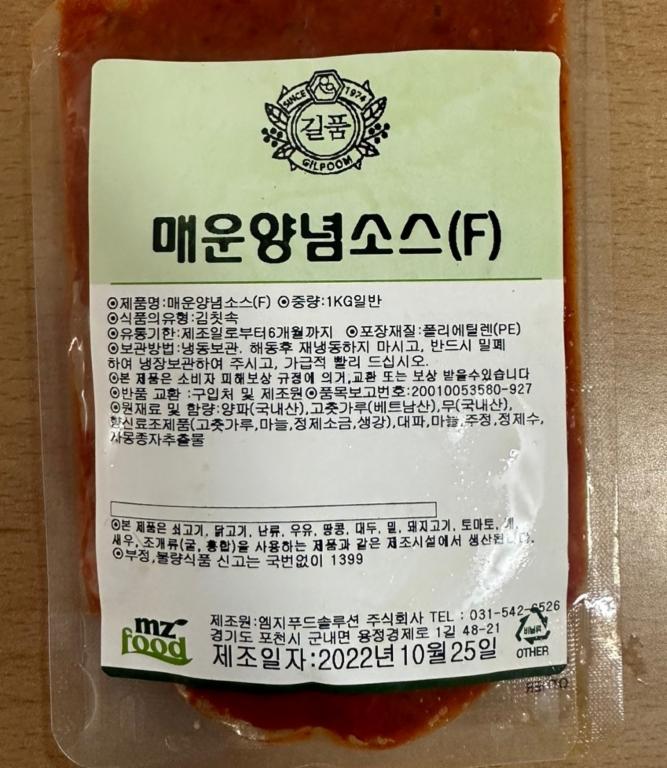 SINCE 1974
길품
GILPOOM
매운양념소스(F)
⊙제품명:매운양념소스(F) ⊙중량:1KG일반
⊙식품의유형:김칫속
⊙유통기한:제조일로부터6개월까지 ⊙포장재질:폴리에틸렌(PE)
⊙보관방법:냉동보관. 해동후 재냉동하지 마시고, 반드시 밀폐
하여 냉장보관하여 주시고, 가급적 빨리 드십시오.
⊙본 제품은 소비자 피해보상 규정에 의거,교환 또는 보상 받을수있습니다
⊙반품 교환 :구입처 및 제조원⊙품목보고번호:20010053580-927
⊙원재료 및 함량:양파(국내산),고춧가루(베트남산),무(국내산),
향신료조제품(고춧가루,마늘,정제소금,생강),대파,마늘,주정,정제수,
자몽종자추출물
⊙본 제품은 쇠고기, 닭고기, 난류, 우유, 땅콩, 대두, 밀, 돼지고기, 토마토, 게,
새우, 조개류(굴, 홍합)을 사용하는 제품과 같은 제조시설에서 생산됩니다.
⊙부정,불량식품 신고는 국번없이 1399
mz food
제조원:엠지푸드솔루션 주식회사 TEL : 031-542-6526
경기도 포천시 군내면 용정경제로 1길 48-21
제조일자:2022년10월25일
비닐류
OTHER